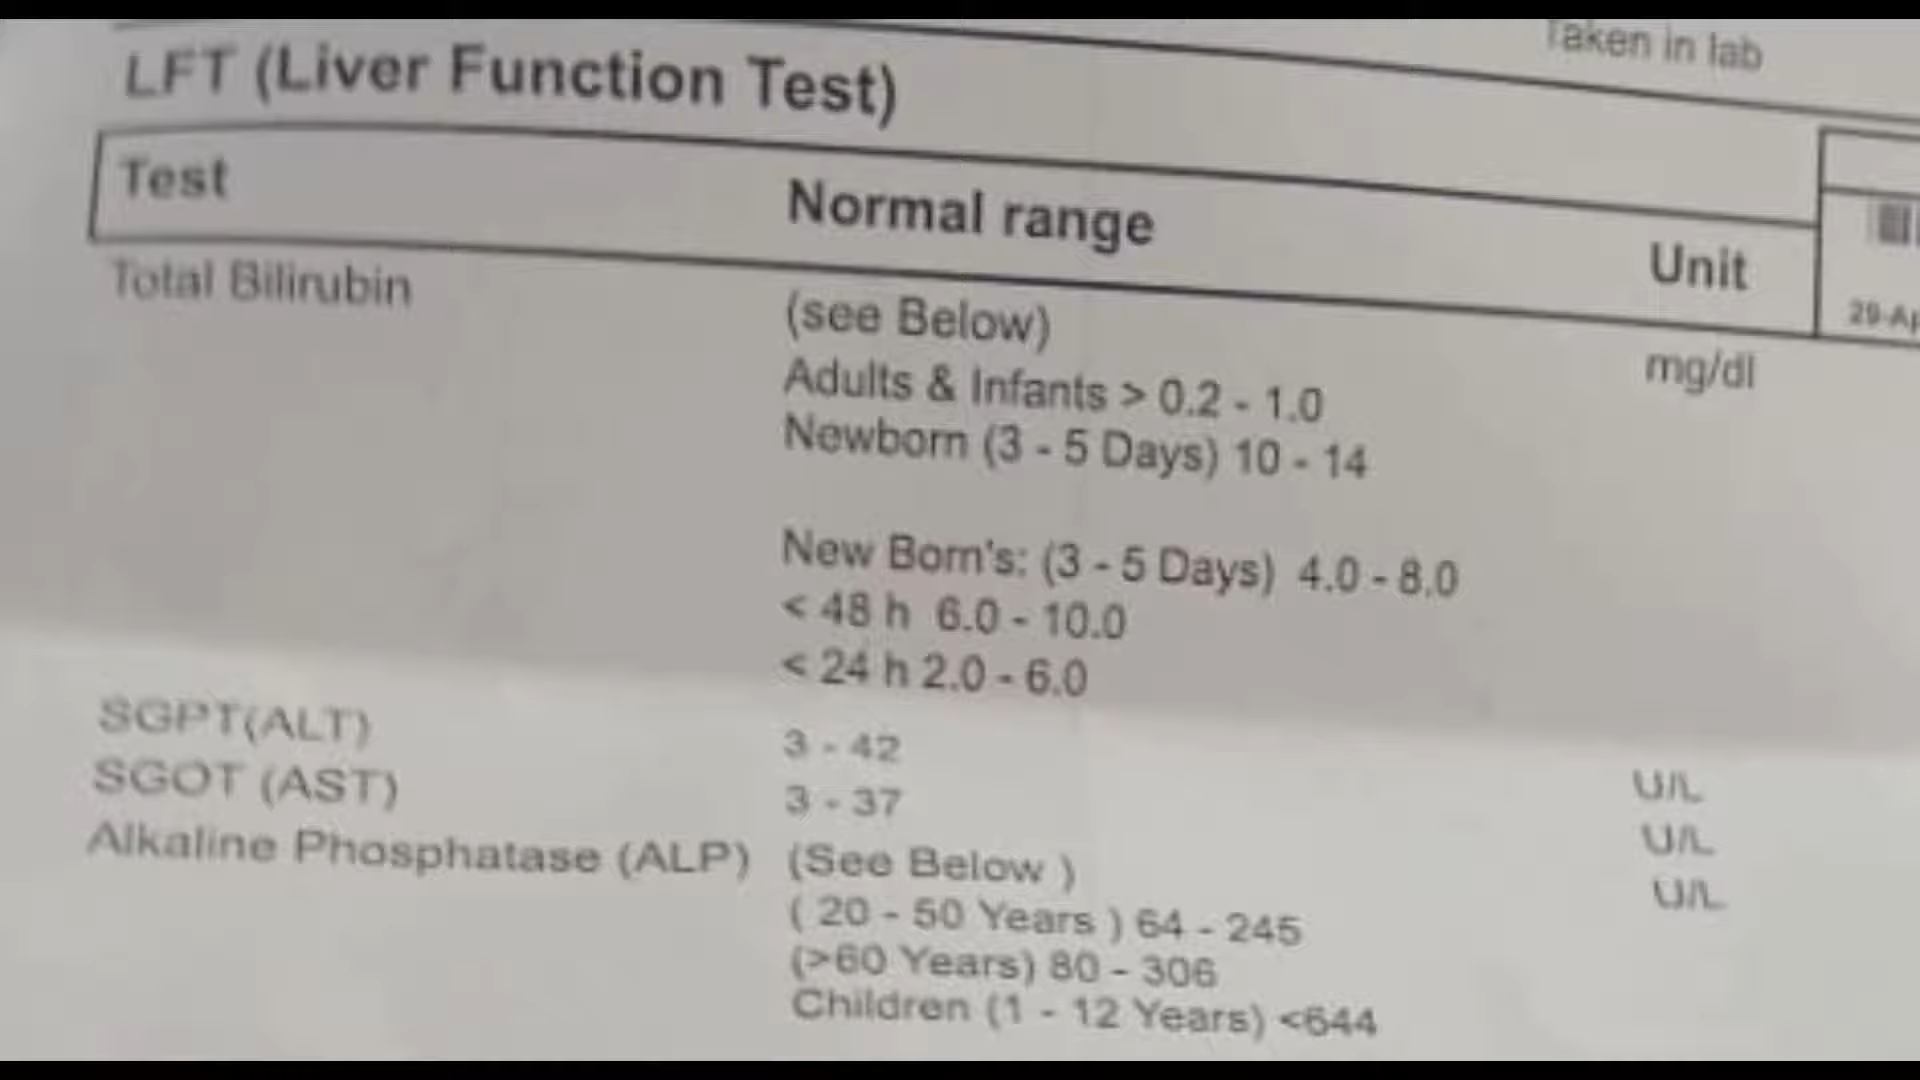 Taken in lab
LFT (Liver Function Test)
Test Normal range Unit
29-Ap
Total Bilirubin (see Below) mg/dl
Adults & Infants > 0.2 - 1.0
Newborn (3 - 5 Days) 10 - 14
New Born's: (3 - 5 Days) 4.0 - 8.0
< 48 h 6.0 - 10.0
< 24 h 2.0 - 6.0
SGPT(ALT) 3 - 42 U/L
SGOT (AST) 3 - 37 U/L
Alkaline Phosphatase (ALP) (See Below ) U/L
( 20 - 50 Years ) 64 - 245
(>60 Years) 80 - 306
Children (1 - 12 Years) <644